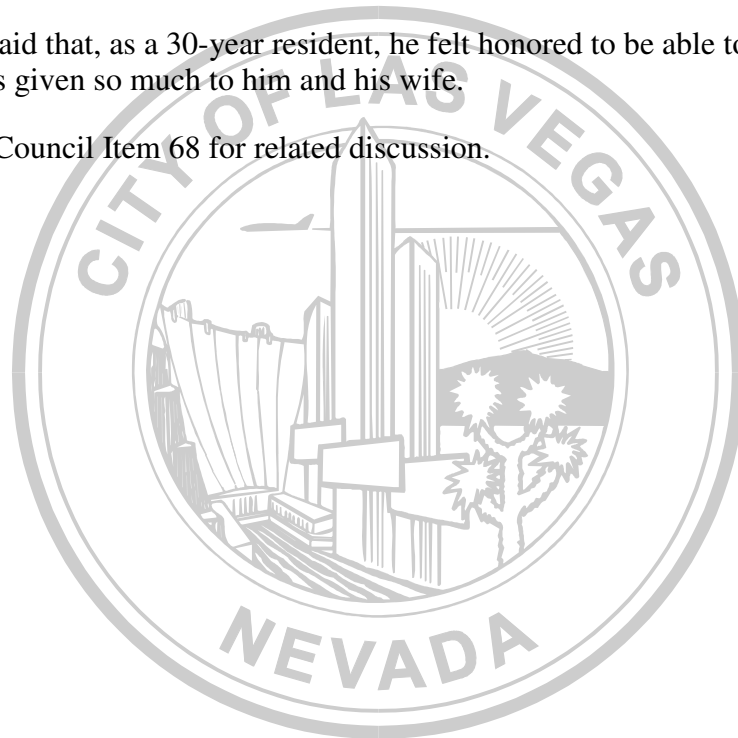 aid that, as a 30-year resident, he felt honored to be able to
s given so much to him and his wife.
Council Item 68 for related discussion.
CITY OF LAS VEGAS
NEVADA